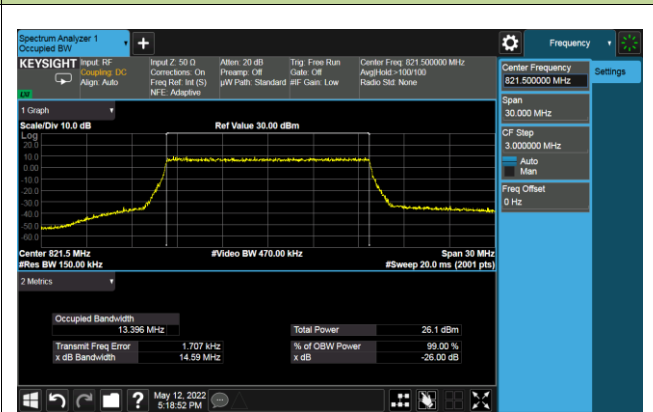 Spectrum Analyzer 1
Occupied BW
Frequency
KEYSIGHT
Input: RF
Coupling: DC
Align: Auto
Input Z: 50 Ω
Corrections: On
Freq Ref: Int (S)
NFE: Adaptive
Atten: 20 dB
Preamp: Off
µW Path: Standard
Trig: Free Run
Gate: Off
#IF Gain: Low
Center Freq: 821.500000 MHz
Avg|Hold:>100/100
Radio Std: None
Center Frequency
821.500000 MHz
Settings
Span
30.000 MHz
CF Step
3.000000 MHz
Auto
Man
Freq Offset
0 Hz
1 Graph
Scale/Div 10.0 dB
Ref Value 30.00 dBm
Log
20.0
10.0
0.00
-10.0
-20.0
-30.0
-40.0
-50.0
-60.0
Center 821.5 MHz
#Video BW 470.00 kHz
Span 30 MHz
#Res BW 150.00 kHz
#Sweep 20.0 ms (2001 pts)
2 Metrics
Occupied Bandwidth
13.396 MHz
Total Power 26.1 dBm
Transmit Freq Error 1.707 kHz
% of OBW Power 99.00 %
x dB Bandwidth 14.59 MHz
x dB -26.00 dB
May 12, 2022
5:18:52 PM